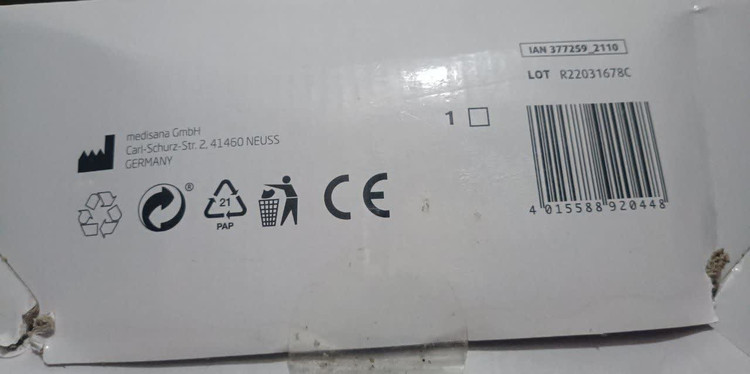 IAN 377259_2110
LOT R22031678C
1
medisana GmbH
Carl-Schurz-Str. 2, 41460 NEUSS
GERMANY
®
21
PAP
CE
4 015588 920448